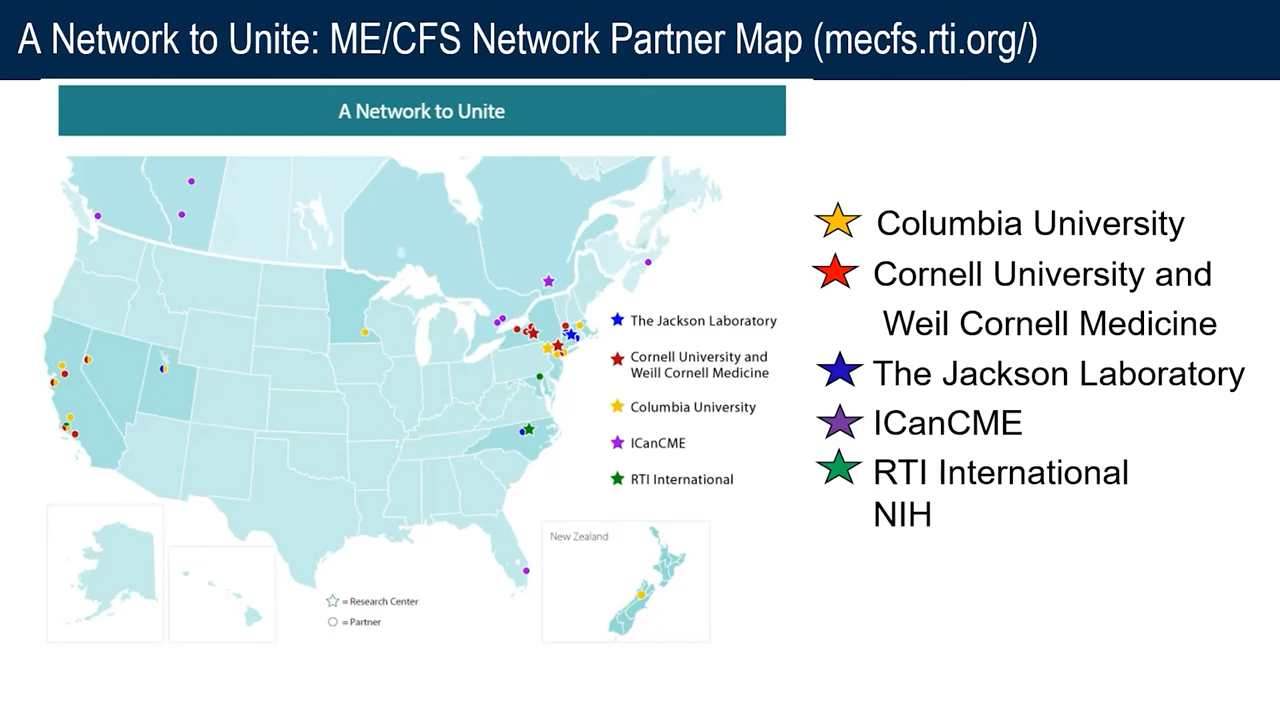 A Network to Unite: ME/CFS Network Partner Map (mecfs.rti.org/)
A Network to Unite
The Jackson Laboratory
Cornell University and
Weill Cornell Medicine
Columbia University
ICanCME
RTI International
New Zealand
= Research Center
= Partner
Columbia University
Cornell University and
Weil Cornell Medicine
The Jackson Laboratory
ICanCME
RTI International
NIH